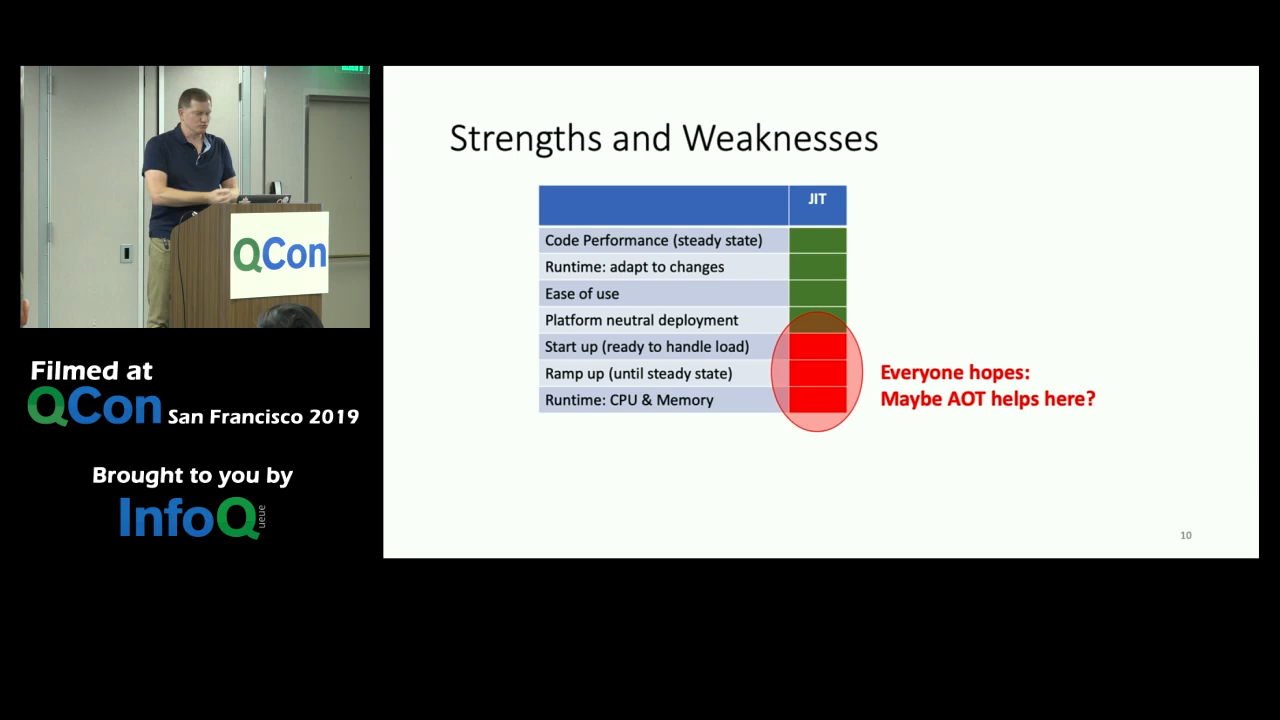 QCon
Filmed at
QCon San Francisco 2019
Brought to you by
InfoQ
ueue
Strengths and Weaknesses
JIT
Code Performance (steady state)
Runtime: adapt to changes
Ease of use
Platform neutral deployment
Start up (ready to handle load)
Ramp up (until steady state)
Runtime: CPU & Memory
Everyone hopes:
Maybe AOT helps here?
10